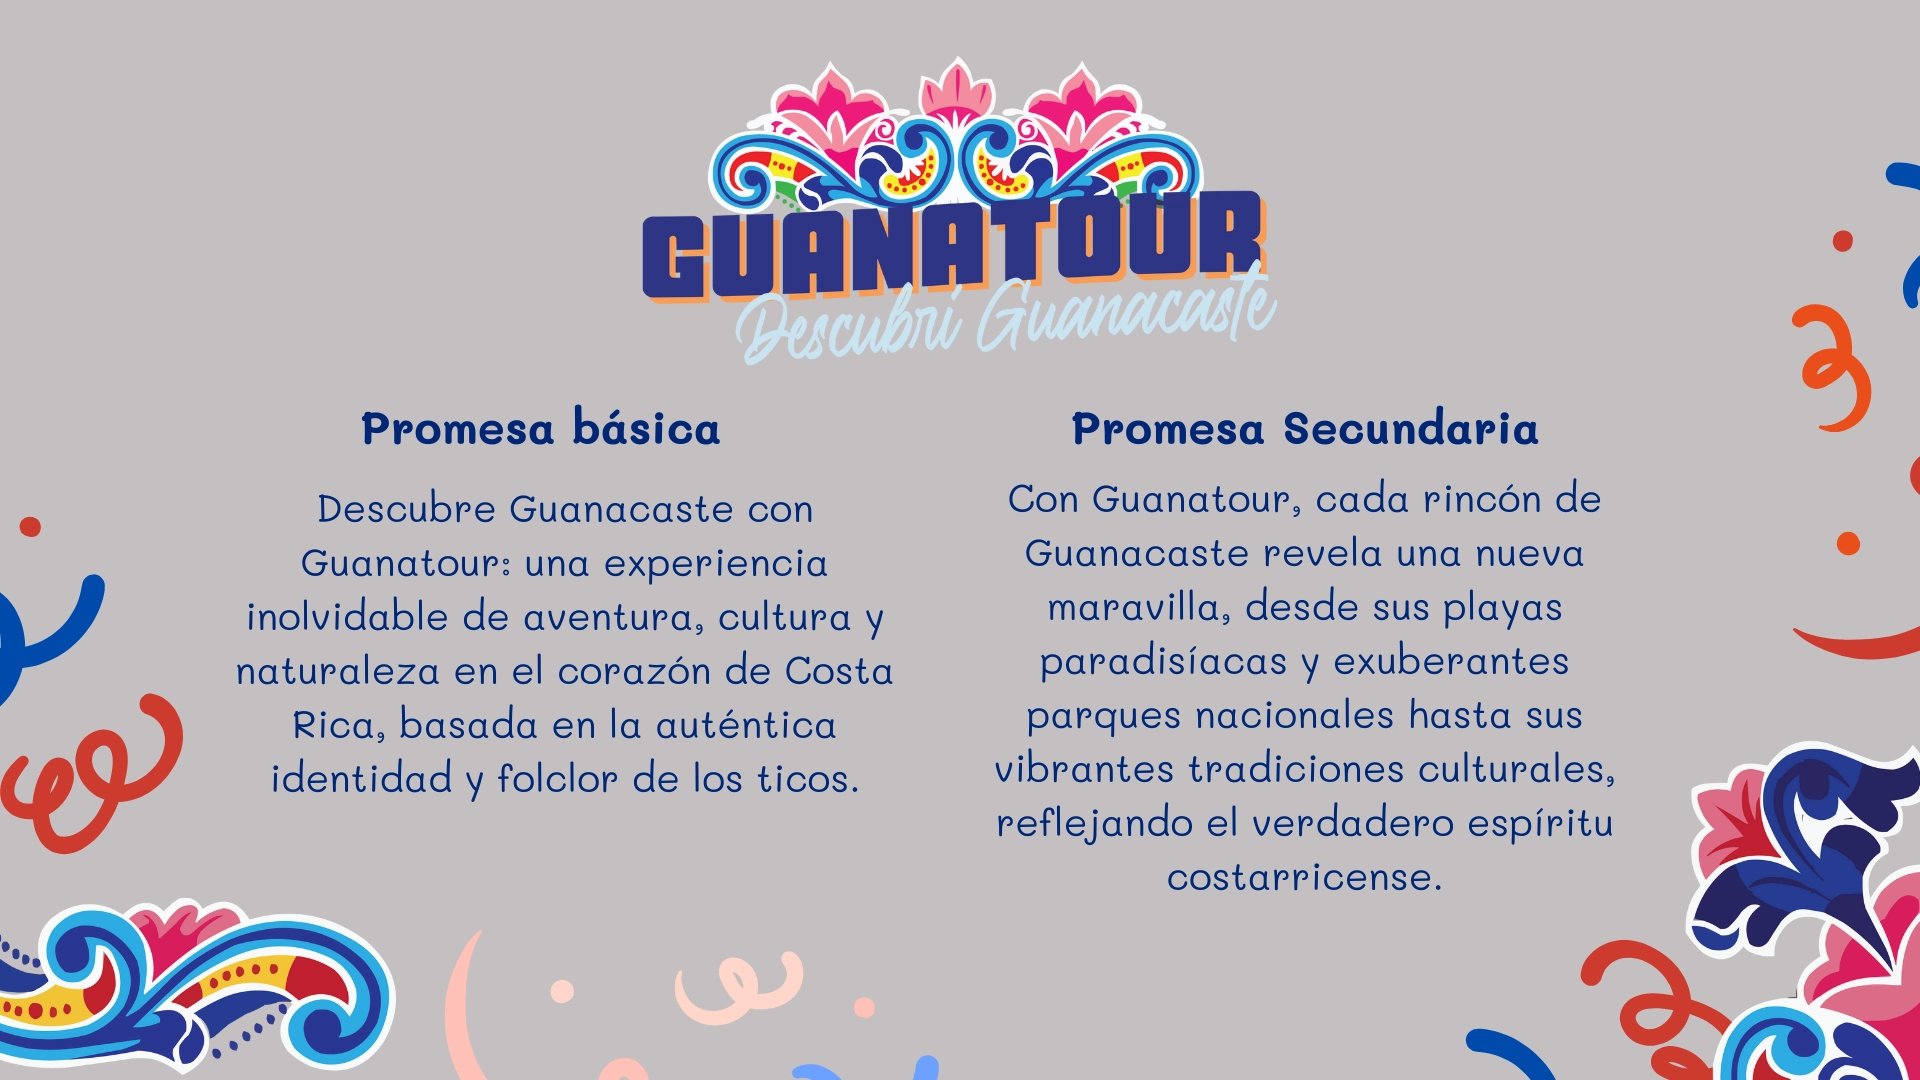 GUANATOUR
Descubrí Guanacaste
Promesa básica
Descubre Guanacaste con
Guanatour: una experiencia
inolvidable de aventura, cultura y
naturaleza en el corazón de Costa
Rica, basada en la auténtica
identidad y folclor de los ticos.
Promesa Secundaria
Con Guanatour, cada rincón de
Guanacaste revela una nueva
maravilla, desde sus playas
paradisíacas y exuberantes
parques nacionales hasta sus
vibrantes tradiciones culturales,
reflejando el verdadero espíritu
costarricense.